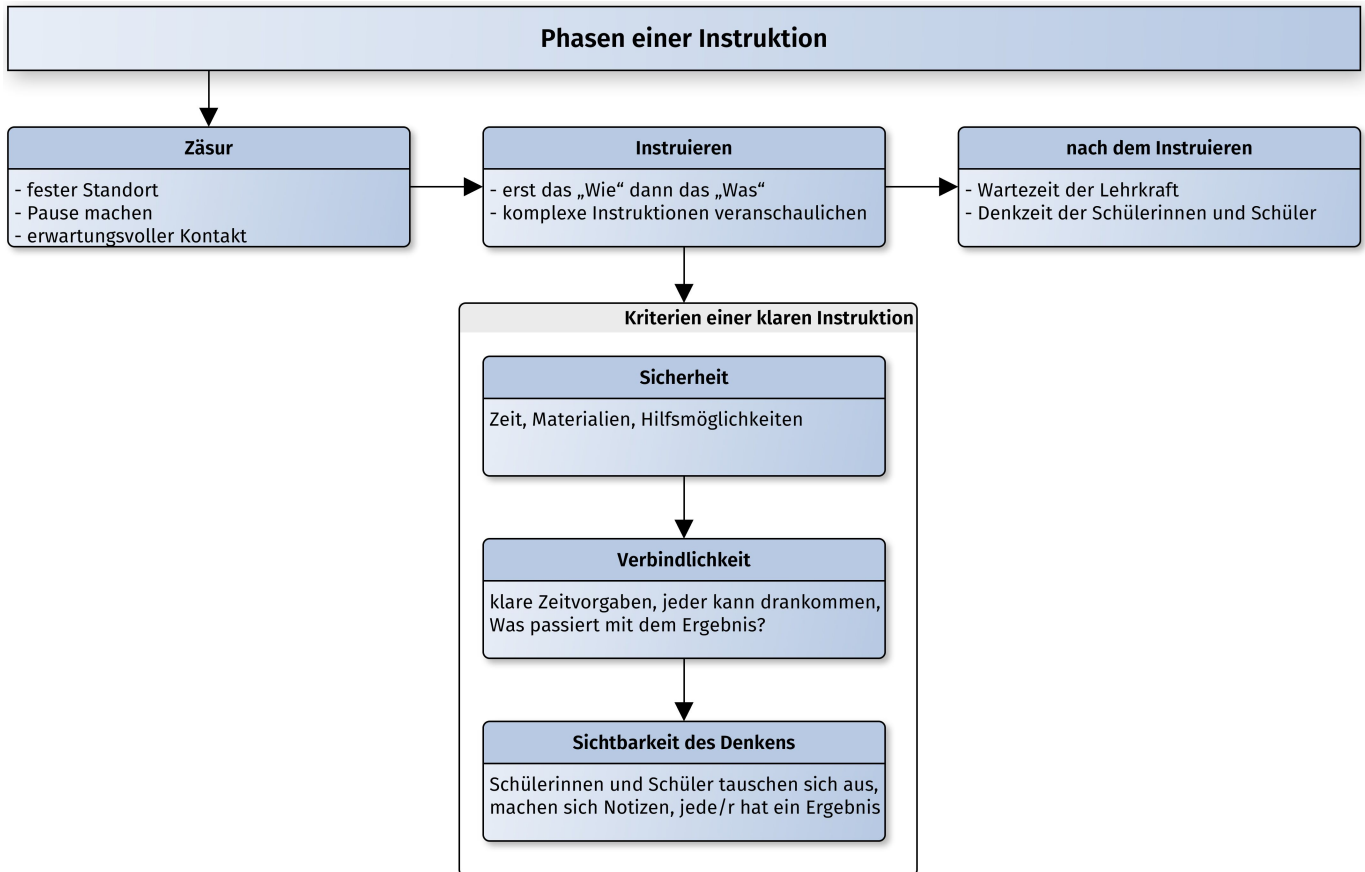 Phasen einer Instruktion
Zäsur
- fester Standort
- Pause machen
- erwartungsvoller Kontakt
Instruieren
- erst das „Wie“ dann das „Was“
- komplexe Instruktionen veranschaulichen
nach dem Instruieren
- Wartezeit der Lehrkraft
- Denkzeit der Schülerinnen und Schüler
Kriterien einer klaren Instruktion
Sicherheit
Zeit, Materialien, Hilfsmöglichkeiten
Verbindlichkeit
klare Zeitvorgaben, jeder kann drankommen,
Was passiert mit dem Ergebnis?
Sichtbarkeit des Denkens
Schülerinnen und Schüler tauschen sich aus,
machen sich Notizen, jede/r hat ein Ergebnis